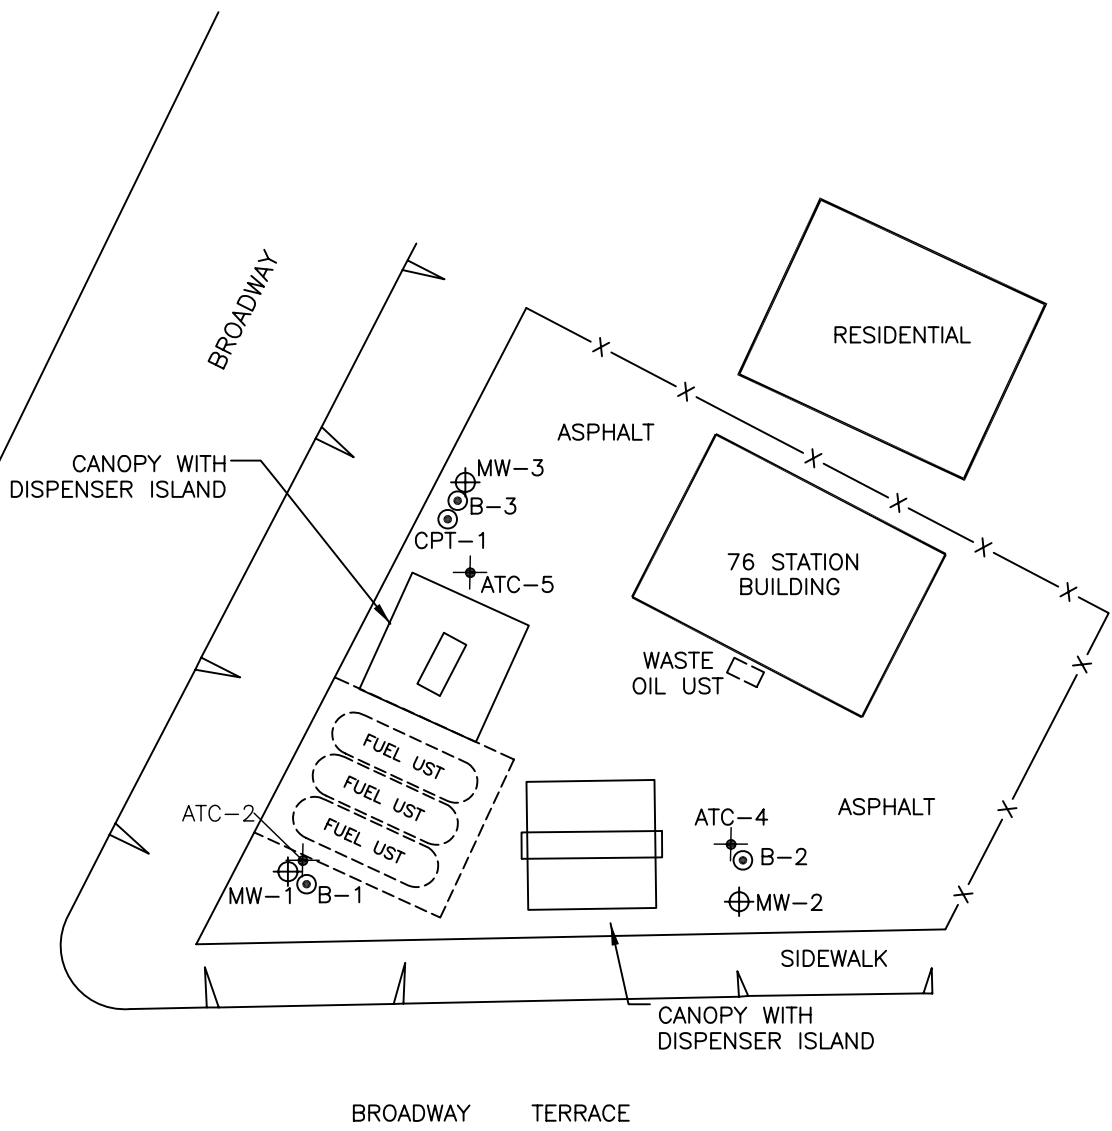 BROADWAY
RESIDENTIAL
ASPHALT
CANOPY WITH
DISPENSER ISLAND
MW-3
B-3
CPT-1
ATC-5
76 STATION
BUILDING
WASTE
OIL UST
FUEL UST
FUEL UST
FUEL UST
ATC-2
MW-1
B-1
ATC-4
ASPHALT
B-2
MW-2
SIDEWALK
CANOPY WITH
DISPENSER ISLAND
BROADWAY TERRACE
X
X
X
X
X
X
X
X
X